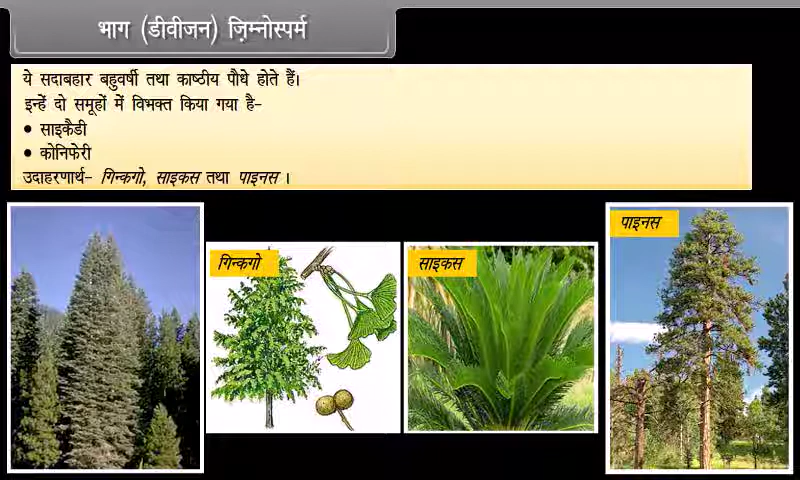 भाग (डीवीजन) ज़िम्नोस्पर्म
ये सदाबहार बहुवर्षी तथा काष्ठीय पौधे होते हैं।
इन्हें दो समूहों में विभक्त किया गया है-
• साइकैडी
• कोनिफेरी
उदाहरणार्थ- गिन्कगो, साइकस तथा पाइनस ।
गिन्कगो
साइकस
पाइनस